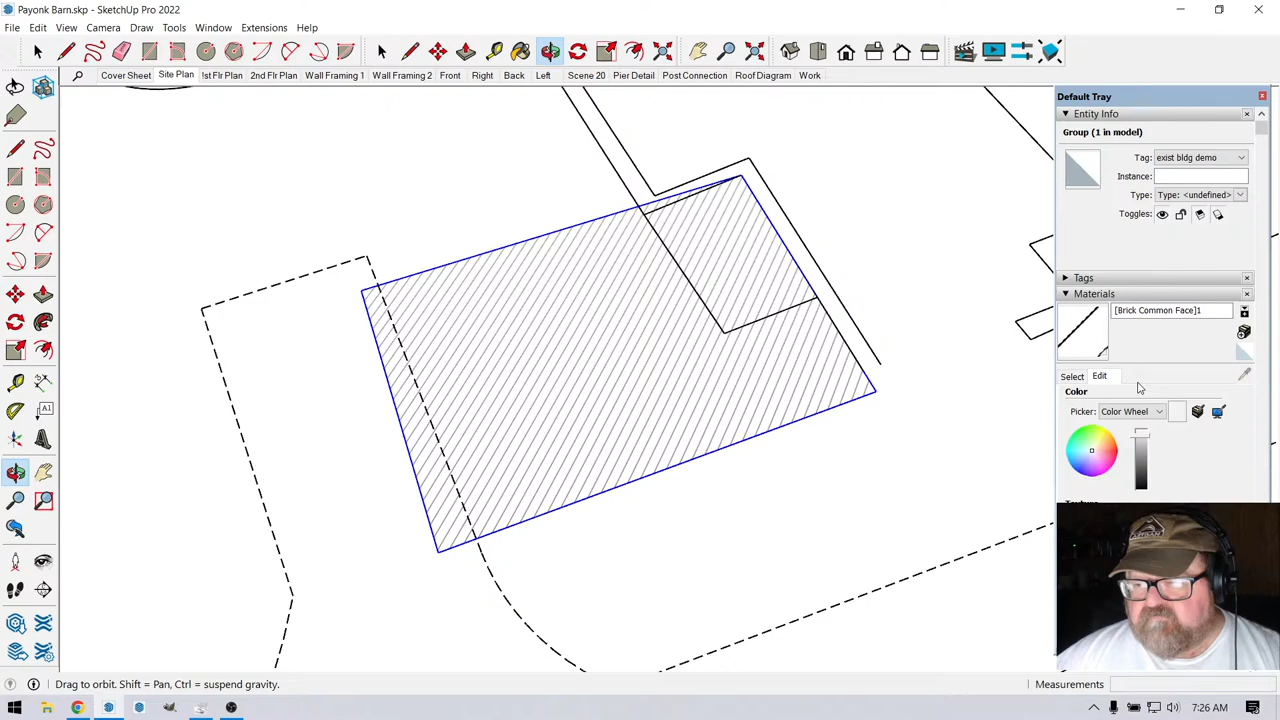 Payonk Barn.skp - SketchUp Pro 2022
File Edit View Camera Draw Tools Window Extensions Help
Cover Sheet Site Plan !st Flr Plan 2nd Flr Plan Wall Framing 1 Wall Framing 2 Front Right Back Left Scene 20 Pier Detail Post Connection Roof Diagram Work
Default Tray
Entity Info
Group (1 in model)
Tag: exist bldg demo
Instance:
Type: Type: <undefined>
Toggles:
Tags
Materials
[Brick Common Face]1
Select Edit
Color
Picker: Color Wheel
A1
Drag to orbit. Shift = Pan, Ctrl = suspend gravity.
Measurements
7:26 AM